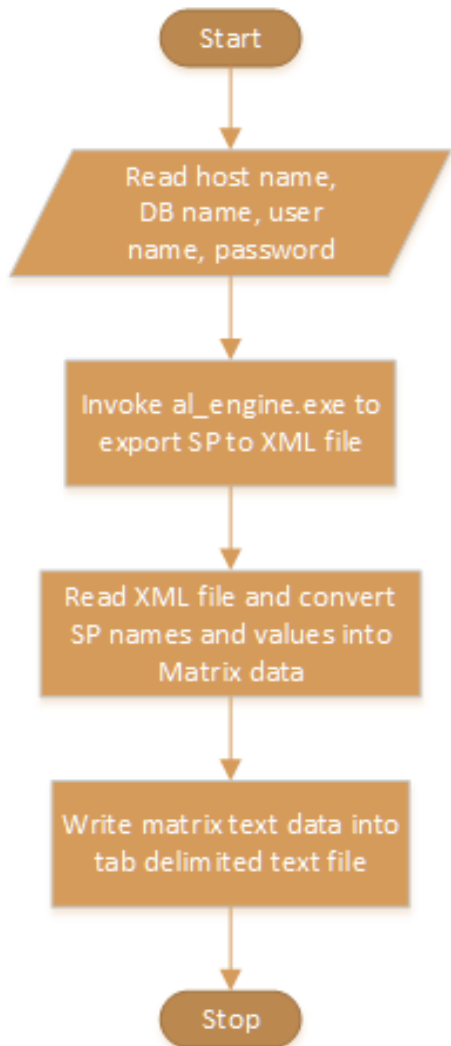 Start
Read host name,
DB name, user
name, password
Invoke al_engine.exe to
export SP to XML file
Read XML file and convert
SP names and values into
Matrix data
Write matrix text data into
tab delimited text file
Stop